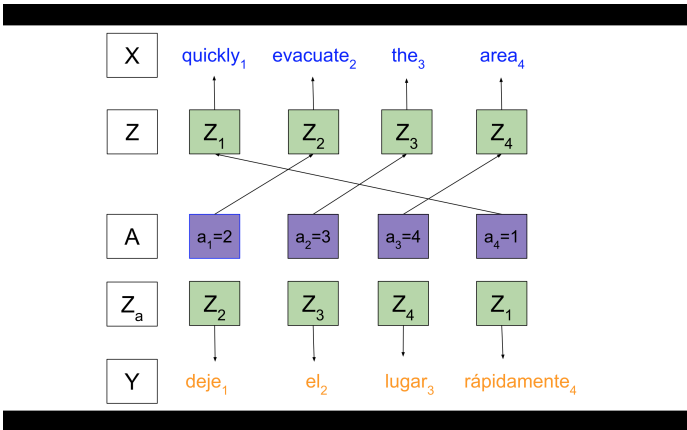 X quickly₁ evacuate₂ the₃ area₄
Z Z₁ Z₂ Z₃ Z₄
A a₁=2 a₂=3 a₃=4 a₄=1
Zₐ Z₂ Z₃ Z₄ Z₁
Y deje₁ el₂ lugar₃ rápidamente₄